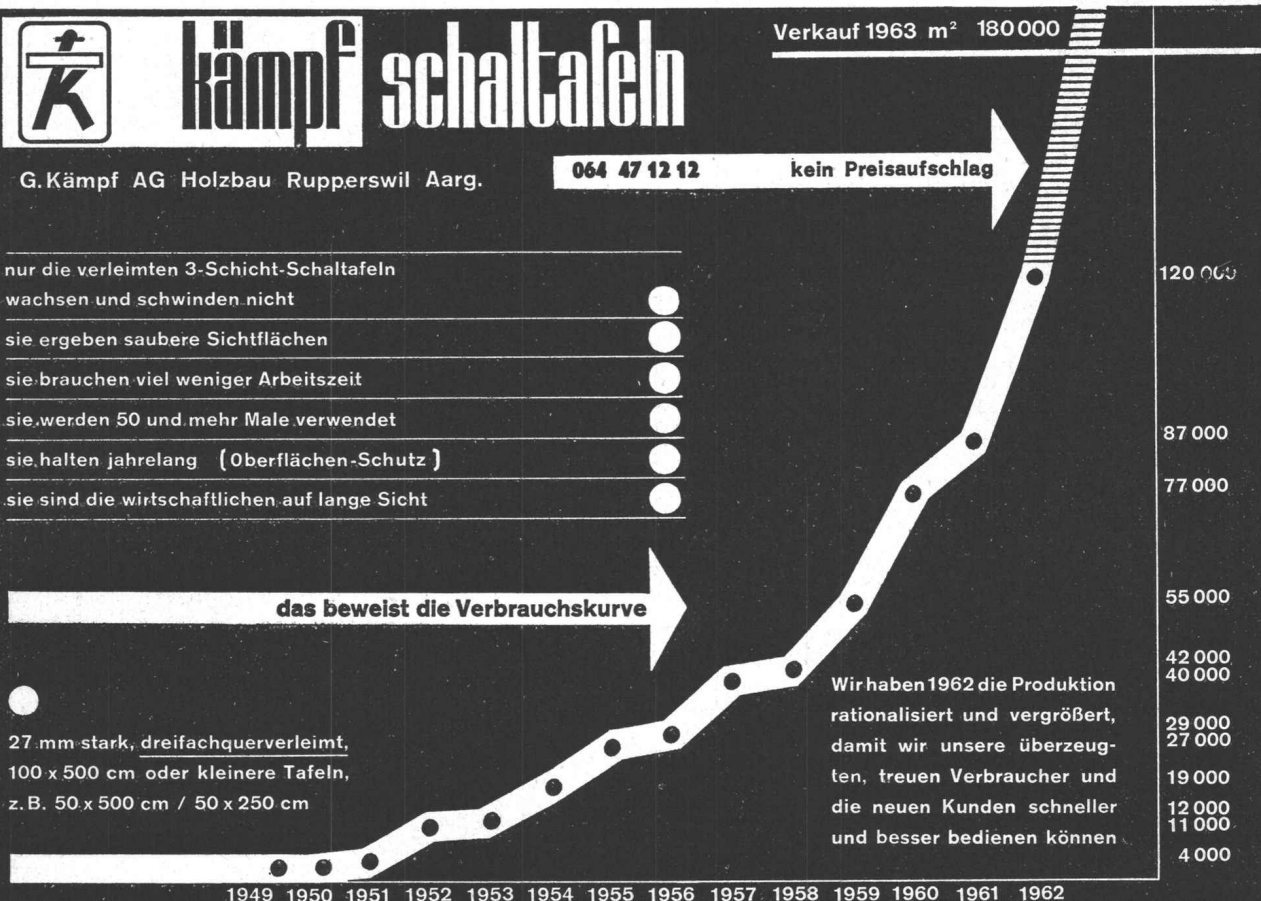 K
kämpf schaltafeln
Verkauf 1963 m² 180000
G. Kämpf AG Holzbau Rupperswil Aarg.
064 47 12 12 kein Preisaufschlag
nur die verleimten 3-Schicht-Schaltafeln
wachsen und schwinden nicht
sie ergeben saubere Sichtflächen
sie brauchen viel weniger Arbeitszeit
sie werden 50 und mehr Male verwendet
sie halten jahrelang (Oberflächen-Schutz)
sie sind die wirtschaftlichen auf lange Sicht
das beweist die Verbrauchskurve
27 mm stark, dreifachquerverleimt,
100 x 500 cm oder kleinere Tafeln,
z.B. 50 x 500 cm / 50 x 250 cm
Wir haben 1962 die Produktion
rationalisiert und vergrößert,
damit wir unsere überzeug-
ten, treuen Verbraucher und
die neuen Kunden schneller
und besser bedienen können
120 000
87 000
77 000
55 000
42 000
40 000
29 000
27 000
19 000
12 000
11 000
4 000
1949 1950 1951 1952 1953 1954 1955 1956 1957 1958 1959 1960 1961 1962